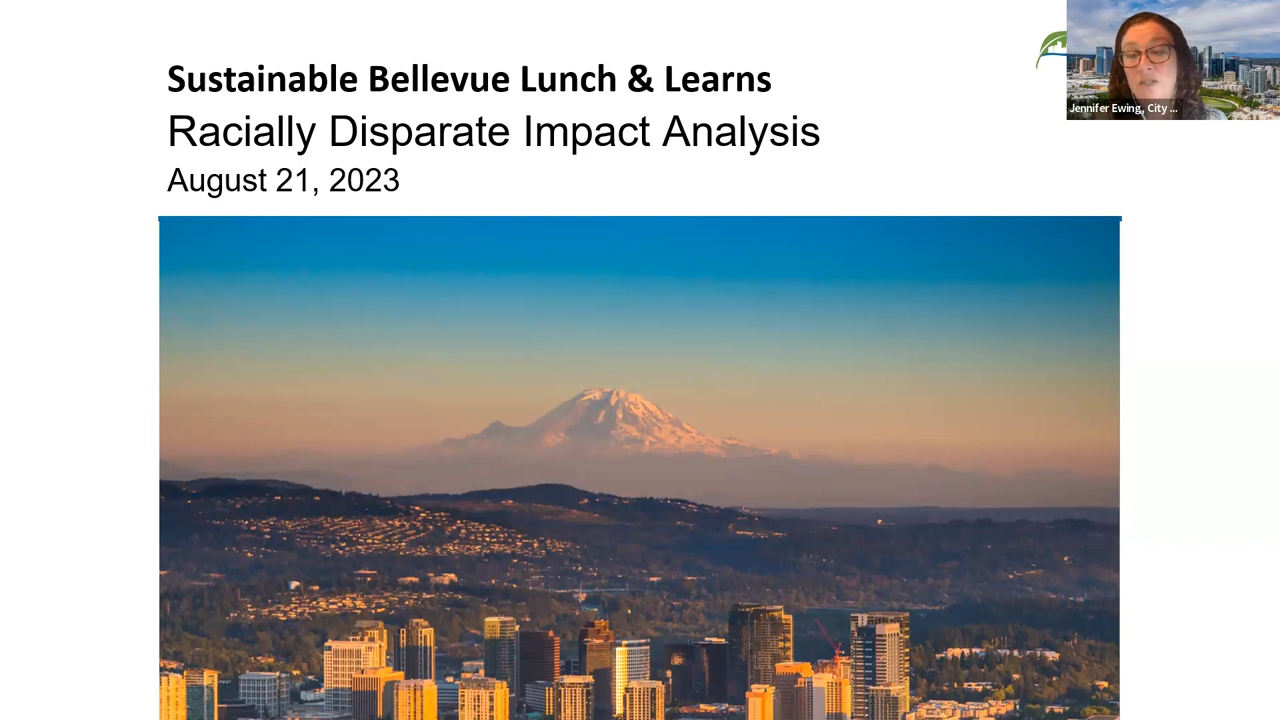 Sustainable Bellevue Lunch & Learns
Racially Disparate Impact Analysis
August 21, 2023
Jennifer Ewing, City ...